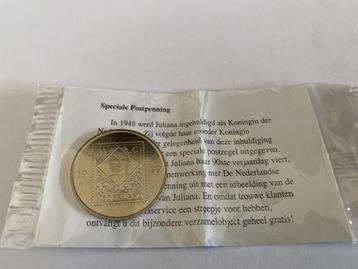 Speciale Postpenning
In 1948 werd Juliana ingehuldigd als Koningin der
Zij volgde haar moeder Koningin
gelegenheid van deze inhuldiging
een speciale postzegel uitgegeven.
Juliana haar 90ste verjaardag viert,
enwerking met De Nederlandse
penning uit met een afbeelding van de
van Juliana. En omdat trouwe klanten
elservice een streepje voor hebben,
ontvangt u dit bijzondere verzamelobject geheel gratis!